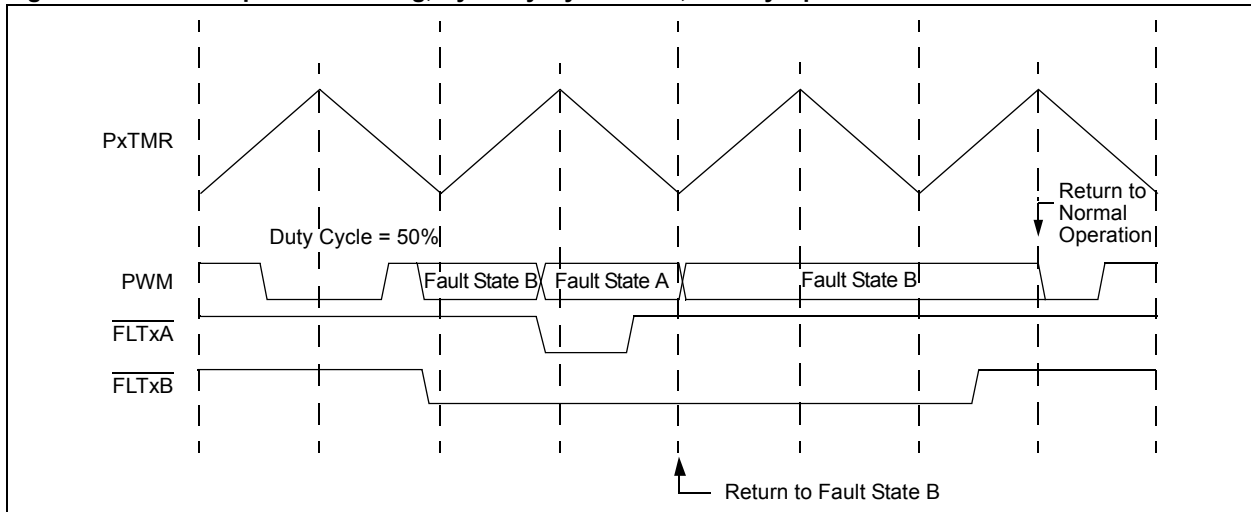 PxTMR
Return to
Normal
Operation
Duty Cycle = 50%
PWM
Fault State B
Fault State A
Fault State B
FLTxA
FLTxB
Return to Fault State B